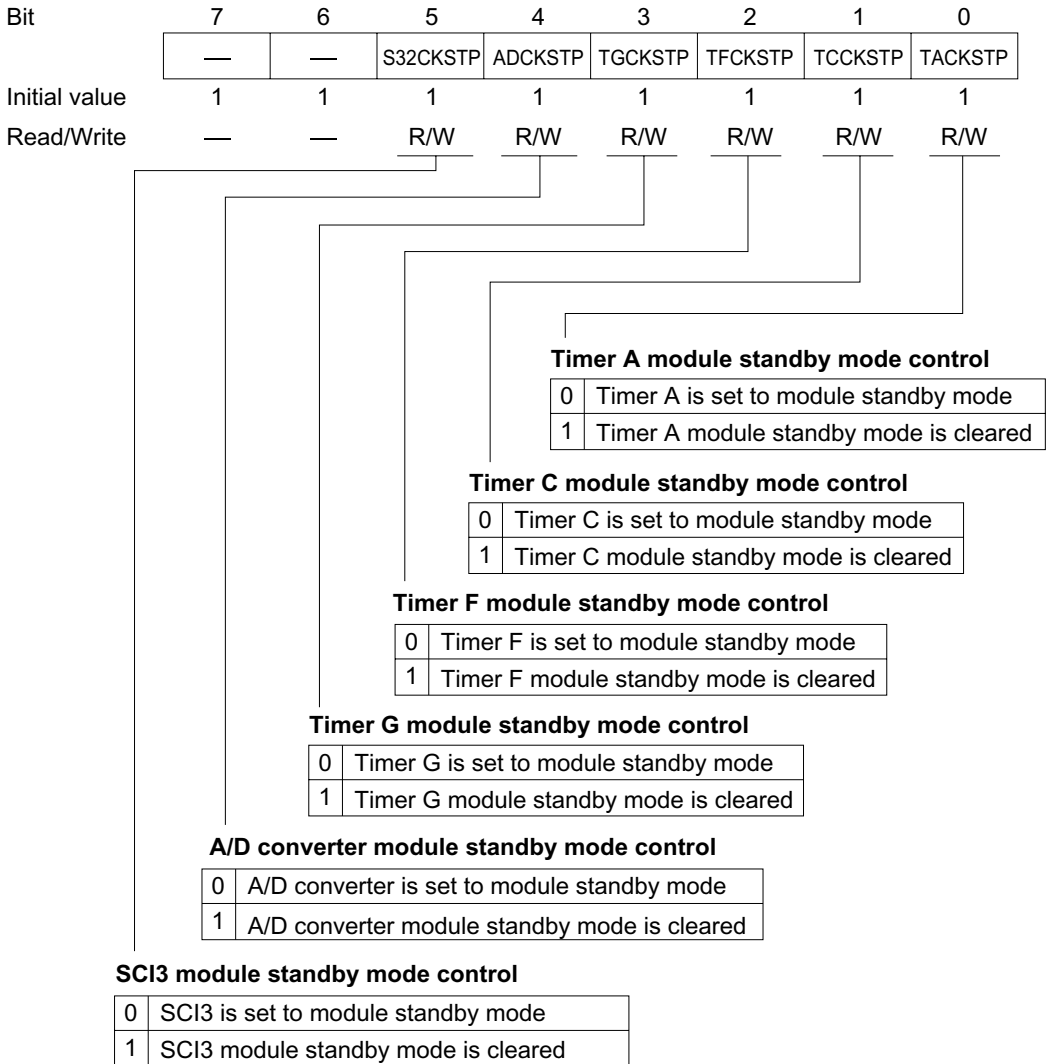 Bit 7 6 5 4 3 2 1 0
— — S32CKSTP ADCKSTP TGCKSTP TFCKSTP TCCKSTP TACKSTP
Initial value 1 1 1 1 1 1 1 1
Read/Write — — R/W R/W R/W R/W R/W R/W
Timer A module standby mode control
0 Timer A is set to module standby mode
1 Timer A module standby mode is cleared
Timer C module standby mode control
0 Timer C is set to module standby mode
1 Timer C module standby mode is cleared
Timer F module standby mode control
0 Timer F is set to module standby mode
1 Timer F module standby mode is cleared
Timer G module standby mode control
0 Timer G is set to module standby mode
1 Timer G module standby mode is cleared
A/D converter module standby mode control
0 A/D converter is set to module standby mode
1 A/D converter module standby mode is cleared
SCI3 module standby mode control
0 SCI3 is set to module standby mode
1 SCI3 module standby mode is cleared